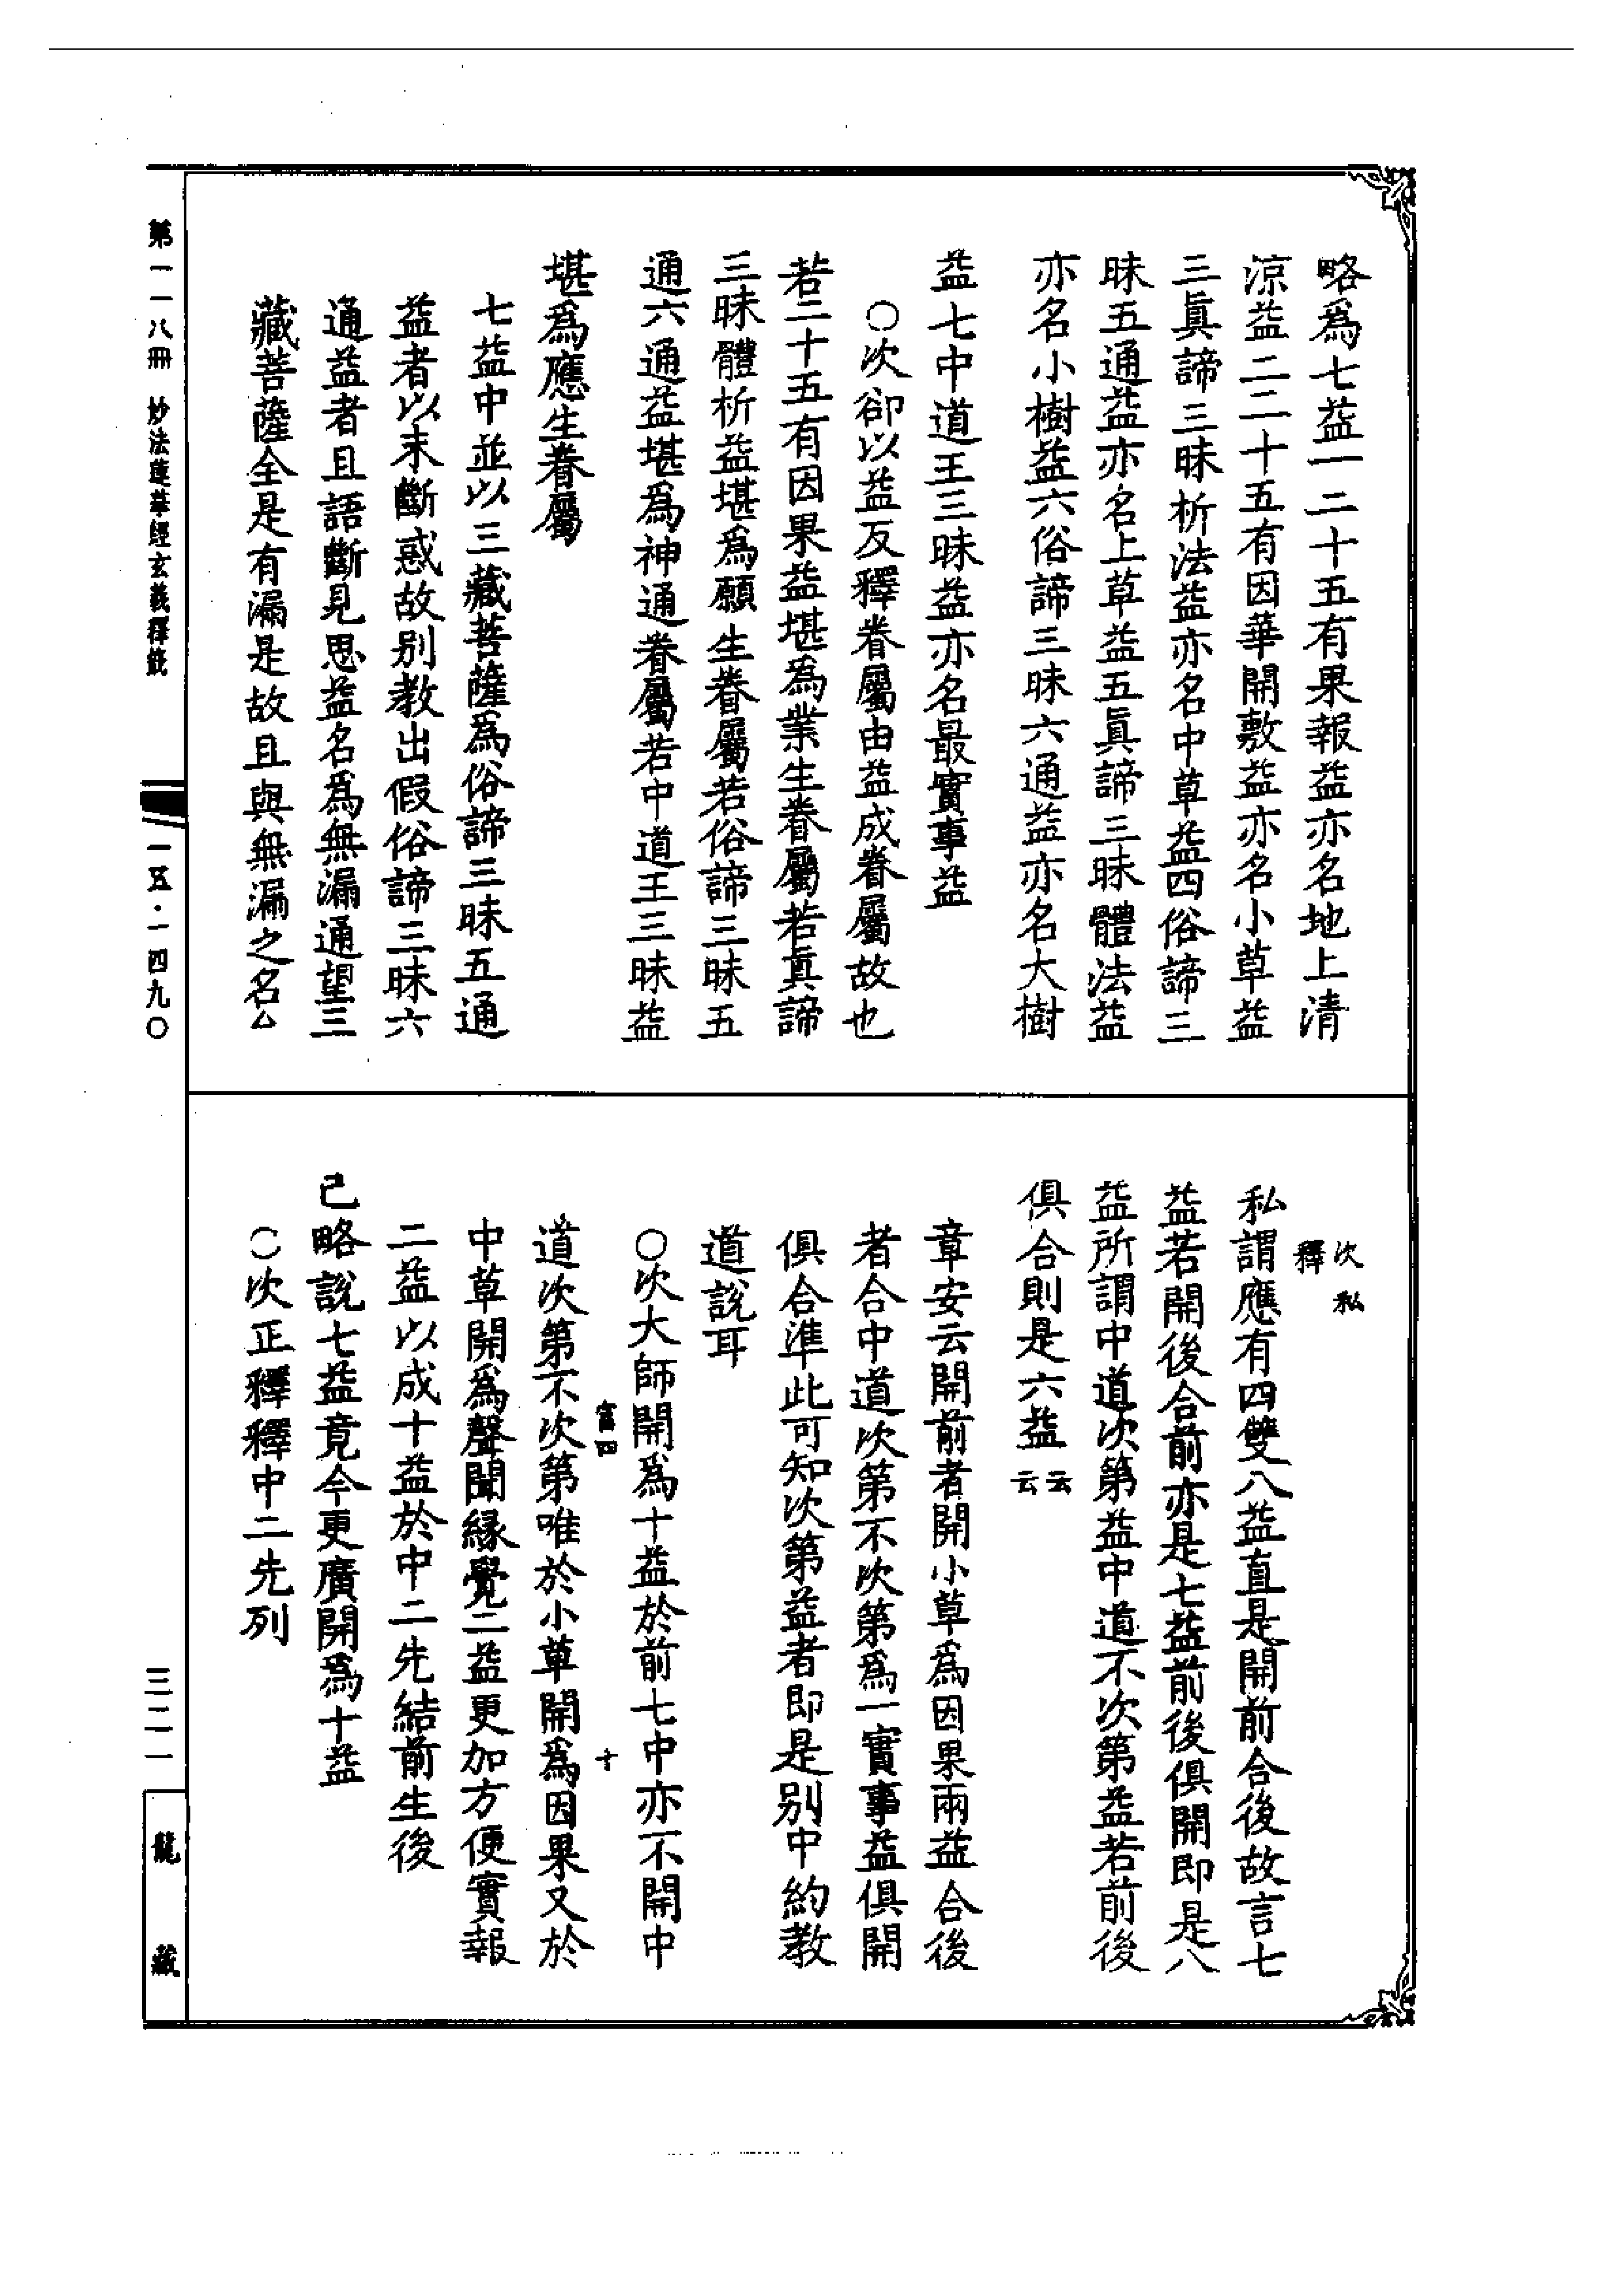 略爲七益一二十五有果報益亦名地上清
涼益二二十五有因華開敷益亦名小草益
三眞諦三昧析法益亦名中草益四俗諦三
昧五通益亦名上草益五眞諦三昧體法益
亦名小樹益六俗諦三昧六通益亦名大樹
益七中道王三昧益亦名最實事益
○次卻以益反釋眷屬由益成眷屬故也
若二十五有因果益堪爲業生眷屬若眞諦
三昧體析益堪爲願生眷屬若俗諦三昧五
通六通益堪爲神通眷屬若中道王三昧益
堪爲應生眷屬
七益中並以三藏菩薩爲俗諦三昧五通
益者以未斷惑故別教出假俗諦三昧六
通益者且語斷見思益名爲無漏通望三
藏菩薩全是有漏是故且與無漏之名△
次私
釋
私謂應有四雙八益直是開前合後故言七
益若開後合前亦是七益前後俱開即是八
益所謂中道次第益中道不次第益若前後
俱合則是六益云云
章安云開前者開小草爲因果兩益合後
者合中道次第不次第爲一實事益俱開
俱合準此可知次第益者即是別中約教
道說耳
○次大師開爲十益於前七中亦不開中
富四
十
道次第不次第唯於小草開爲因果又於
中草開爲聲聞緣覺二益更加方便實報
二益以成十益於中二先結前生後
己略說七益竟今更廣開爲十益
○次正釋釋中二先列
第一一八冊 妙法蓮華經玄義釋籤
一五·一四九○
三二一
龍藏